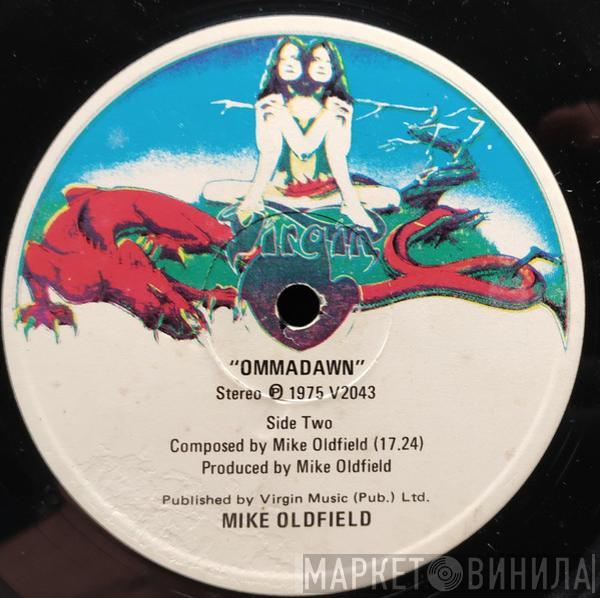 Virgin
"OMMADAWN"
Stereo ℗ 1975 V2043
Side Two
Composed by Mike Oldfield (17.24)
Produced by Mike Oldfield
Published by Virgin Music (Pub.) Ltd.
MIKE OLDFIELD
МАРКЕТ ВИНИЛА